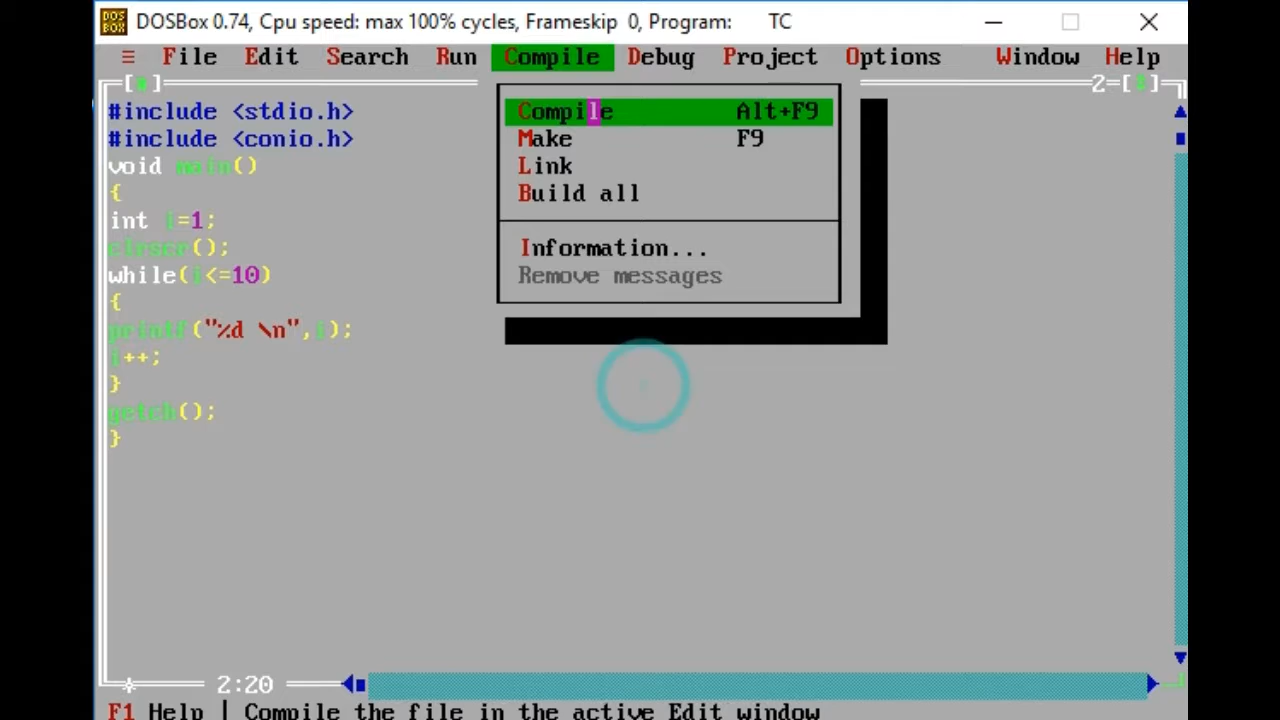 DOSBox 0.74, Cpu speed: max 100% cycles, Frameskip 0, Program: TC
≡ File Edit Search Run Compile Debug Project Options Window Help
2
#include <stdio.h>
#include <conio.h>
void main()
{
int i=1;
clrscr();
while(i<=10)
{
printf("%d \n",i);
i++;
}
getch();
}
Compile Alt+F9
Make F9
Link
Build all
Information...
Remove messages
2:20
F1 Help | Compile the file in the active Edit window